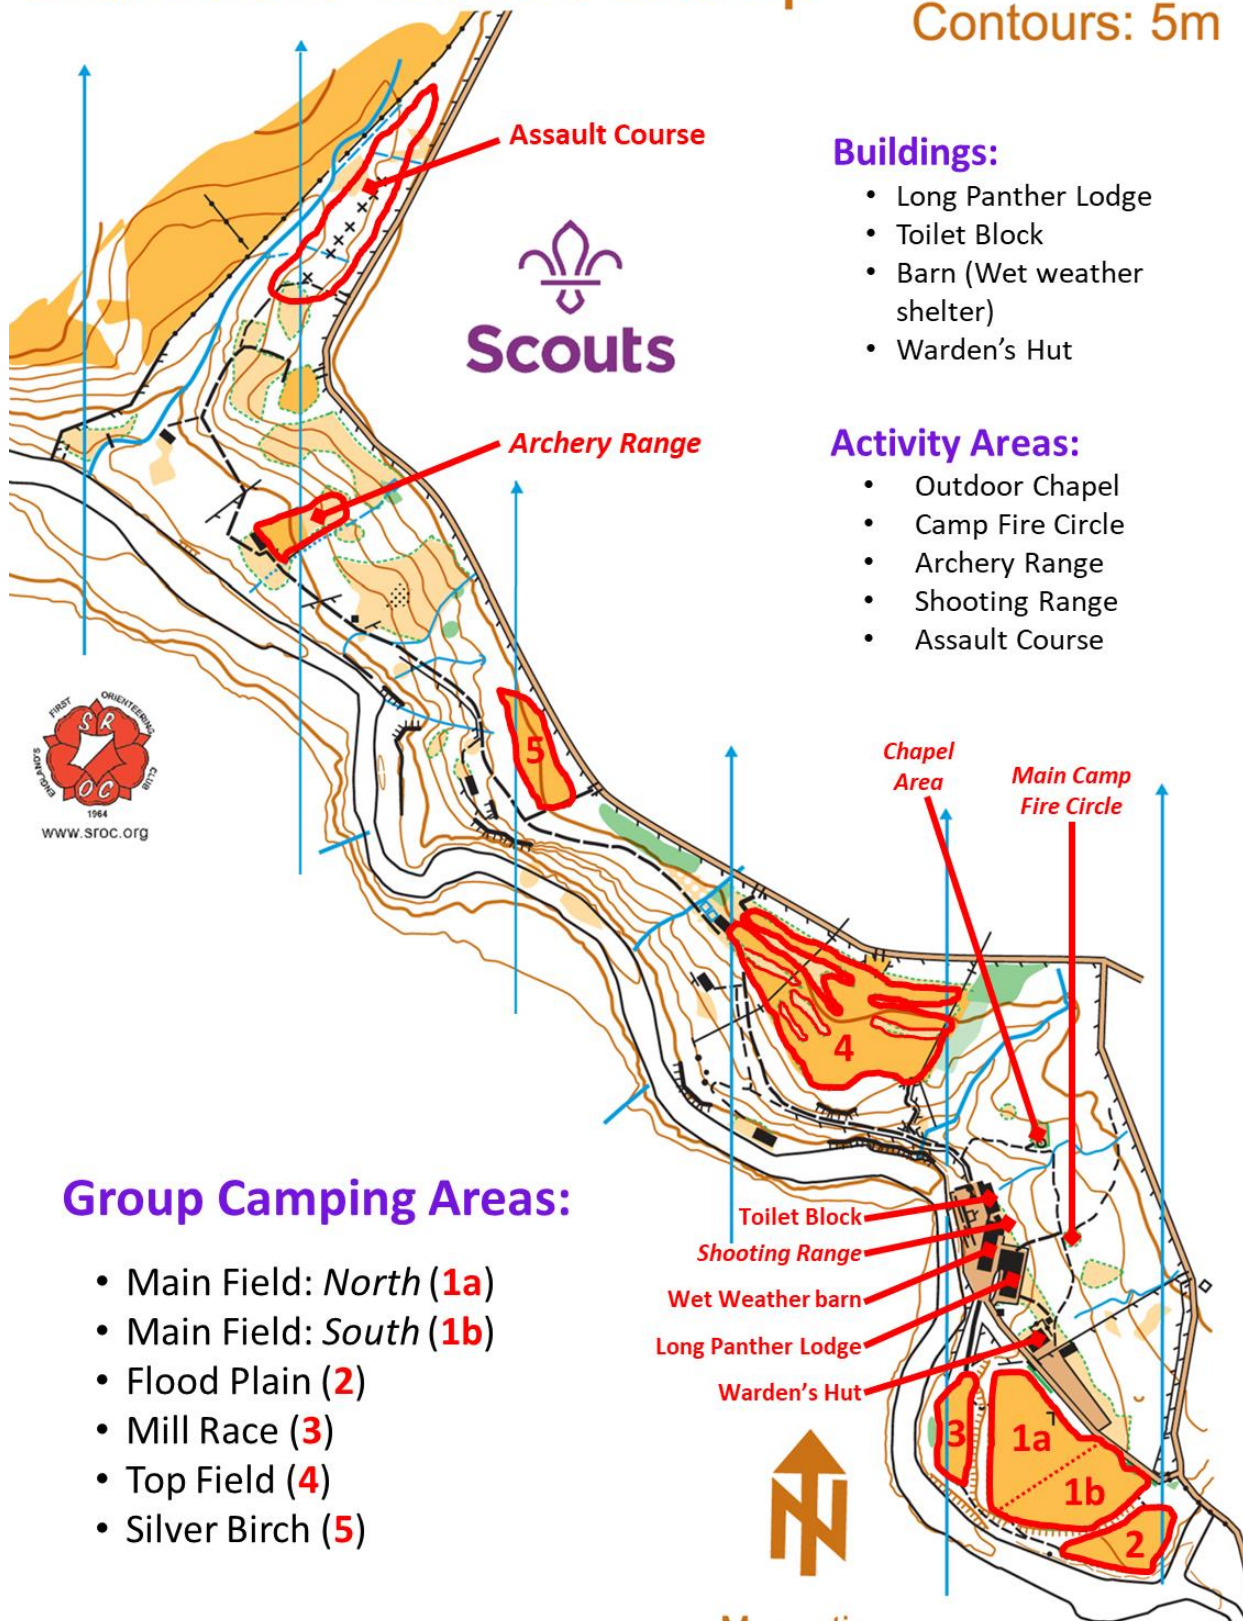 Contours: 5m
Assault Course
Buildings:
• Long Panther Lodge
• Toilet Block
• Barn (Wet weather
shelter)
• Warden's Hut
Scouts
Archery Range
Activity Areas:
• Outdoor Chapel
• Camp Fire Circle
• Archery Range
• Shooting Range
• Assault Course
ENGLAND'S FIRST ORIENTEERING CLUB
S R
O C
1964
www.sroc.org
5
Chapel
Area
Main Camp
Fire Circle
4
Group Camping Areas:
• Main Field: North (1a)
• Main Field: South (1b)
• Flood Plain (2)
• Mill Race (3)
• Top Field (4)
• Silver Birch (5)
Toilet Block
Shooting Range
Wet Weather barn
Long Panther Lodge
Warden's Hut
3
1a
1b
2
N